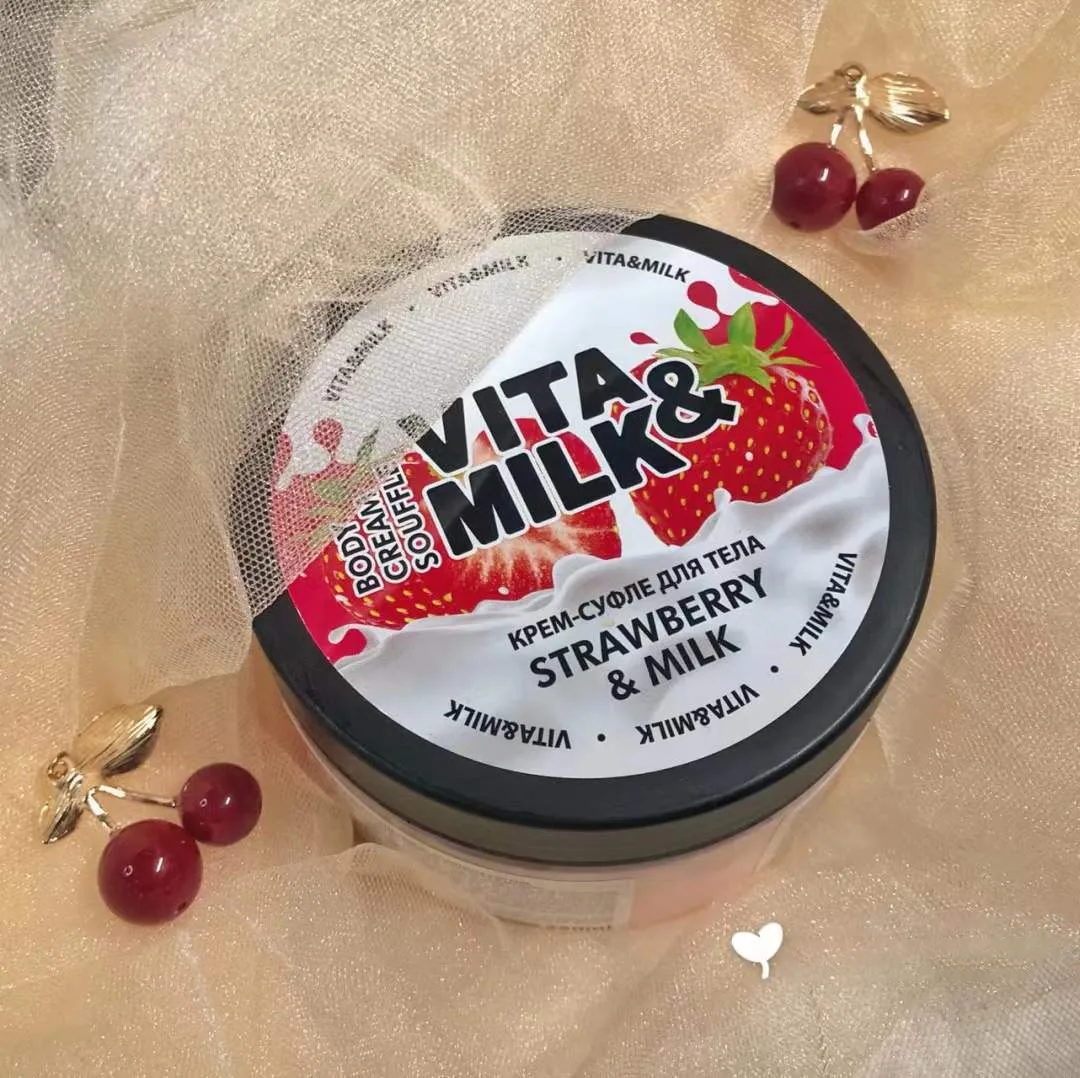 VITA&MILK • VITA&MILK • VITA&MILK
VITA &
MILK
BODY
CREAM
SOUFFL
КРЕМ-СУФЛЕ ДЛЯ ТЕЛА
STRAWBERRY
& MILK
VITA&MILK • VITA&MILK • VITA&MILK